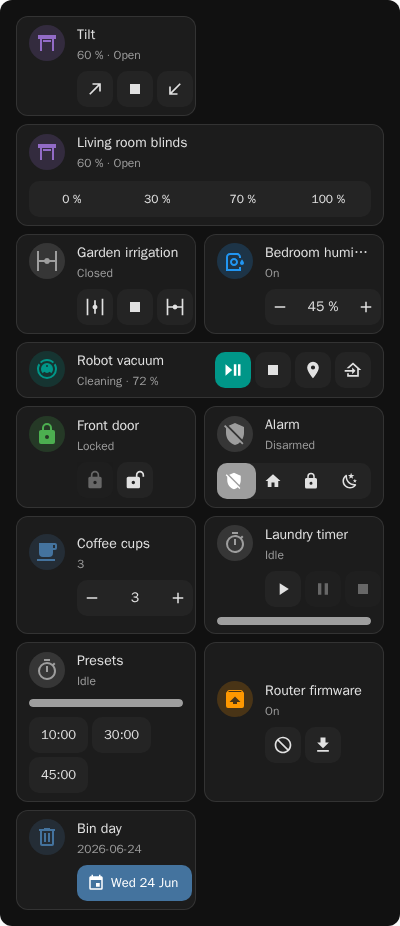 Tilt
60 % · Open
Living room blinds
60 % · Open
0 % 30 % 70 % 100 %
Garden irrigation
Closed
Bedroom humi···
On
45 %
Robot vacuum
Cleaning · 72 %
Front door
Locked
Alarm
Disarmed
Coffee cups
3
3
Laundry timer
Idle
Presets
Idle
10:00 30:00
45:00
Router firmware
On
Bin day
2026-06-24
Wed 24 Jun